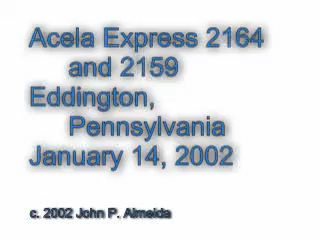 Acela Express 2164
and 2159
Eddington,
Pennsylvania
January 14, 2002
c. 2002 John P. Almeida